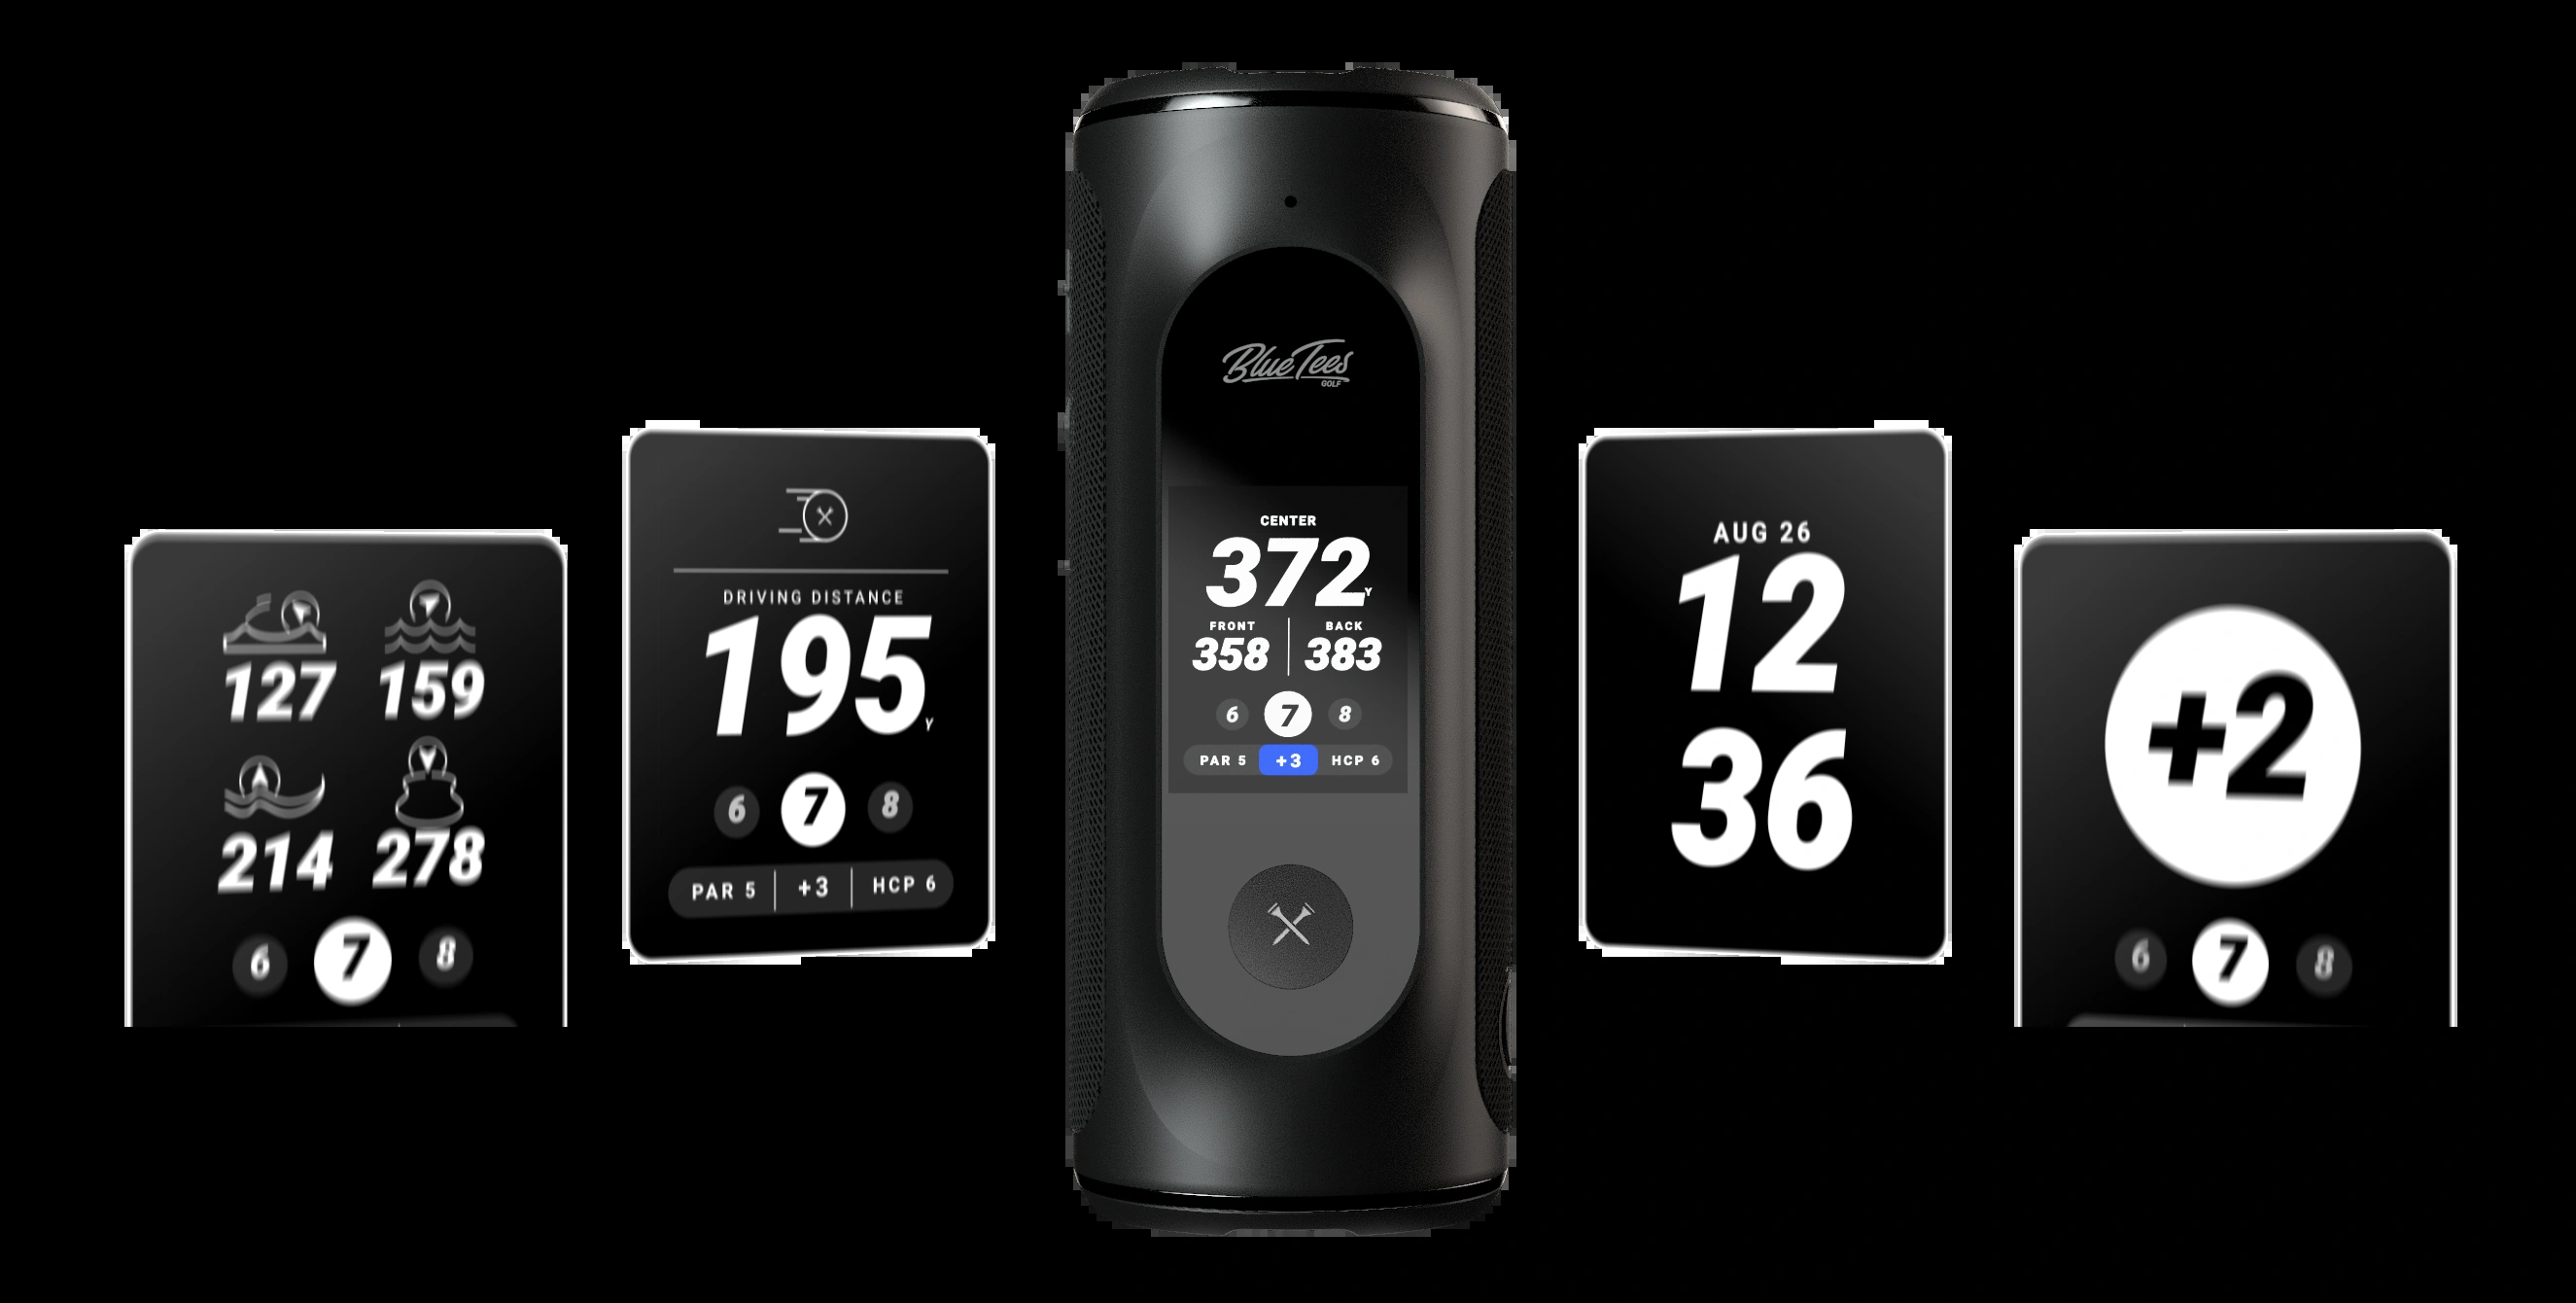 127 159
214 278
6 7 8
DRIVING DISTANCE
195Y
6 7 8
PAR 5 +3 HCP 6
Blue Tees
GOLF
CENTER
372Y
FRONT BACK
358 383
6 7 8
PAR 5 +3 HCP 6
AUG 26
12
36
+2
6 7 8